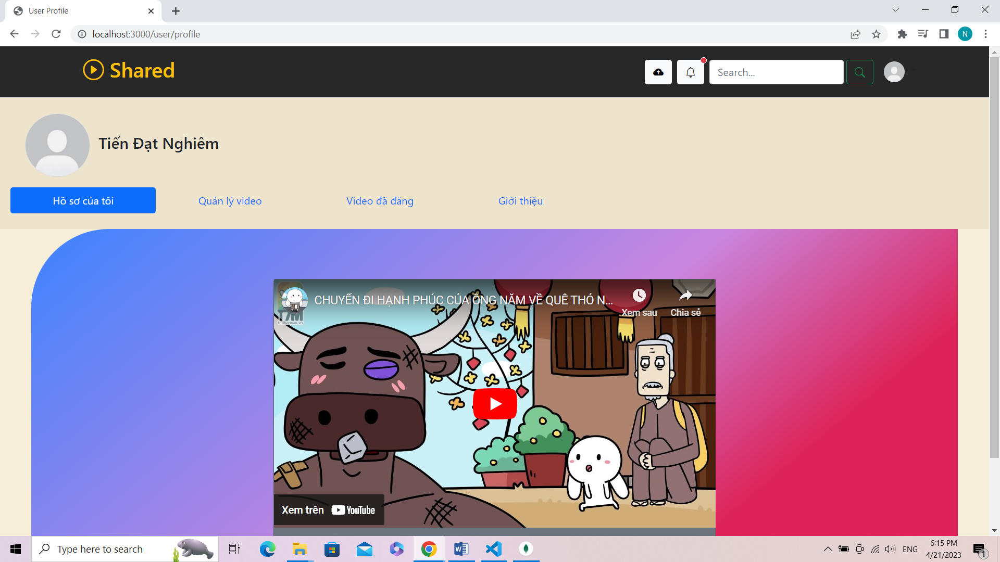 User Profile
localhost:3000/user/profile
N
Shared
Search...
Tiến Đạt Nghiêm
Hồ sơ của tôi
Quản lý video
Video đã đăng
Giới thiệu
CHUYẾN ĐI HẠNH PHÚC CỦA ÔNG NĂM VỀ QUÊ THỎ N...
Xem sau
Chia sẻ
T7M
thobaymau.vn
Xem trên YouTube
Type here to search
ENG
6:15 PM
4/21/2023
1